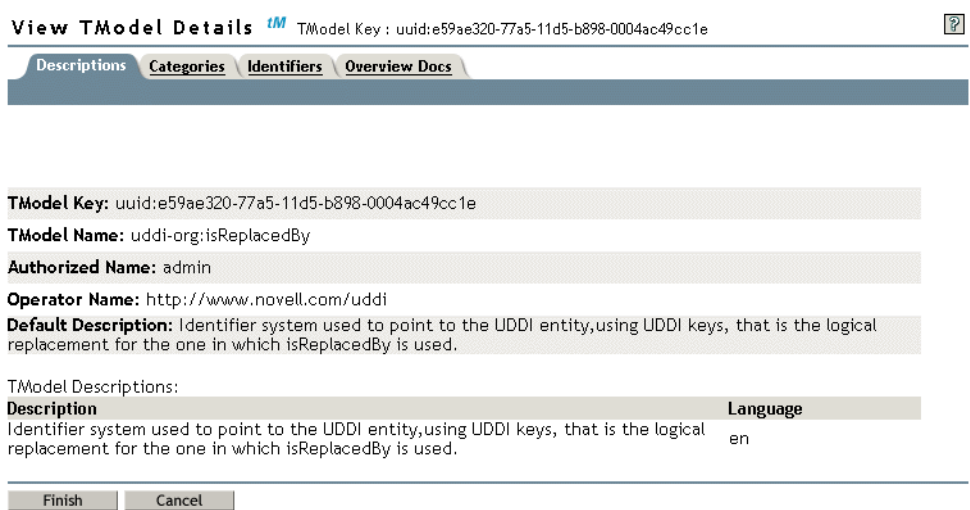 View TModel Details tM TModel Key : uuid:e59ae320-77a5-11d5-b898-0004ac49cc1e ?
Descriptions Categories Identifiers Overview Docs
TModel Key: uuid:e59ae320-77a5-11d5-b898-0004ac49cc1e
TModel Name: uddi-org:isReplacedBy
Authorized Name: admin
Operator Name: http://www.novell.com/uddi
Default Description: Identifier system used to point to the UDDI entity,using UDDI keys, that is the logical
replacement for the one in which isReplacedBy is used.
TModel Descriptions:
Description Language
Identifier system used to point to the UDDI entity,using UDDI keys, that is the logical
replacement for the one in which isReplacedBy is used.
en
Finish Cancel